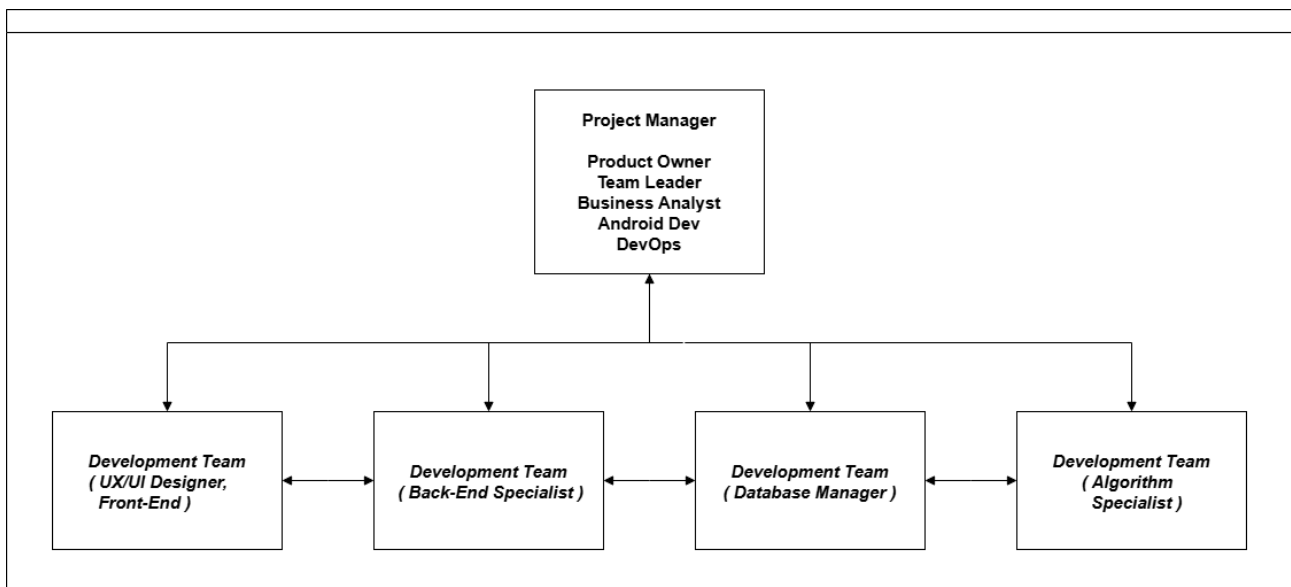 Project Manager
Product Owner
Team Leader
Business Analyst
Android Dev
DevOps
Development Team
( UX/UI Designer,
Front-End )
Development Team
( Back-End Specialist )
Development Team
( Database Manager )
Development Team
( Algorithm
Specialist )